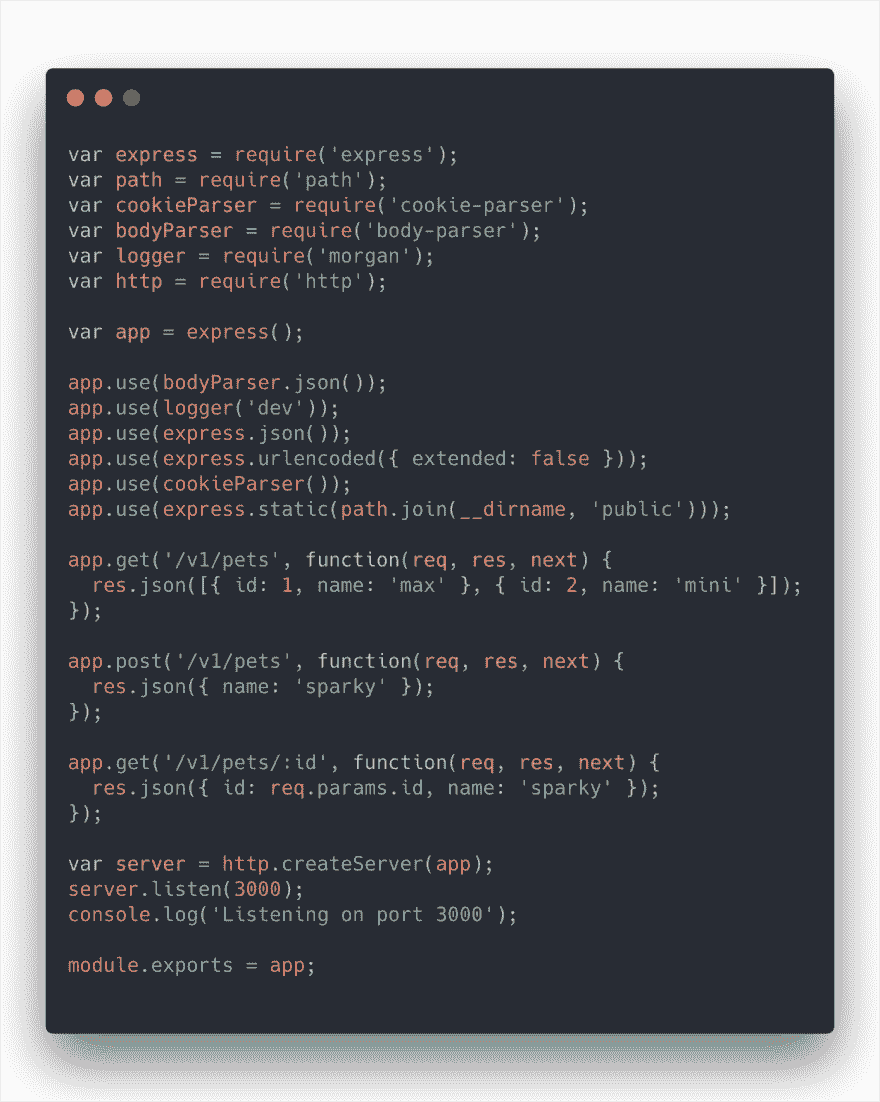 var express = require('express');
var path = require('path');
var cookieParser = require('cookie-parser');
var bodyParser = require('body-parser');
var logger = require('morgan');
var http = require('http');

var app = express();

app.use(bodyParser.json());
app.use(logger('dev'));
app.use(express.json());
app.use(express.urlencoded({ extended: false }));
app.use(cookieParser());
app.use(express.static(path.join(__dirname, 'public')));

app.get('/v1/pets', function(req, res, next) {
  res.json([{ id: 1, name: 'max' }, { id: 2, name: 'mini' }]);
});

app.post('/v1/pets', function(req, res, next) {
  res.json({ name: 'sparky' });
});

app.get('/v1/pets/:id', function(req, res, next) {
  res.json({ id: req.params.id, name: 'sparky' });
});

var server = http.createServer(app);
server.listen(3000);
console.log('Listening on port 3000');

module.exports = app;